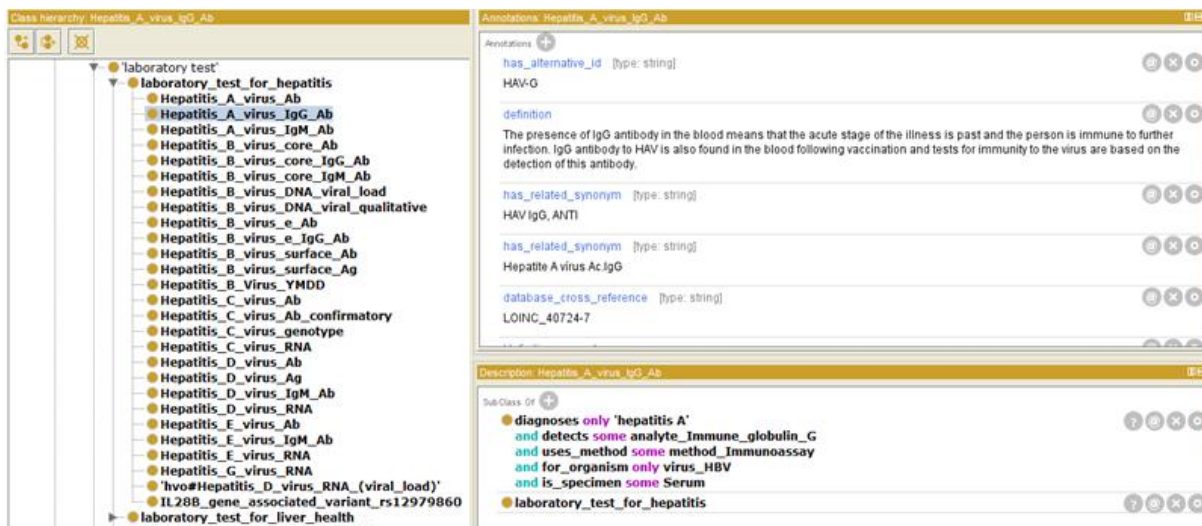 Class hierarchy: Hepatitis_A_virus_IgG_Ab
'laboratory test'
laboratory_test_for_hepatitis
Hepatitis_A_virus_Ab
Hepatitis_A_virus_IgG_Ab
Hepatitis_A_virus_IgM_Ab
Hepatitis_B_virus_core_Ab
Hepatitis_B_virus_core_IgG_Ab
Hepatitis_B_virus_core_IgM_Ab
Hepatitis_B_virus_DNA_viral_load
Hepatitis_B_virus_DNA_viral_qualitative
Hepatitis_B_virus_e_Ab
Hepatitis_B_virus_e_IgG_Ab
Hepatitis_B_virus_surface_Ab
Hepatitis_B_virus_surface_Ag
Hepatitis_B_Virus_YMDD
Hepatitis_C_virus_Ab
Hepatitis_C_virus_Ab_confirmatory
Hepatitis_C_virus_genotype
Hepatitis_C_virus_RNA
Hepatitis_D_virus_Ab
Hepatitis_D_virus_Ag
Hepatitis_D_virus_IgM_Ab
Hepatitis_D_virus_RNA
Hepatitis_E_virus_Ab
Hepatitis_E_virus_IgM_Ab
Hepatitis_E_virus_RNA
Hepatitis_G_virus_RNA
'hvo#Hepatitis_D_virus_RNA_(viral_load)'
IL28B_gene_associated_variant_rs12979860
laboratory_test_for_liver_health
Annotations: Hepatitis_A_virus_IgG_Ab
Annotations
has_alternative_id [type: string]
HAV-G
definition
The presence of IgG antibody in the blood means that the acute stage of the illness is past and the person is immune to further
infection. IgG antibody to HAV is also found in the blood following vaccination and tests for immunity to the virus are based on the
detection of this antibody.
has_related_synonym [type: string]
HAV IgG, ANTI
has_related_synonym [type: string]
Hepatite A virus Ac.IgG
database_cross_reference [type: string]
LOINC_40724-7
Description: Hepatitis_A_virus_IgG_Ab
SubClass Of
diagnoses only 'hepatitis A'
and detects some analyte_Immune_globulin_G
and uses_method some method_Immunoassay
and for_organism only virus_HBV
and is_specimen some Serum
laboratory_test_for_hepatitis